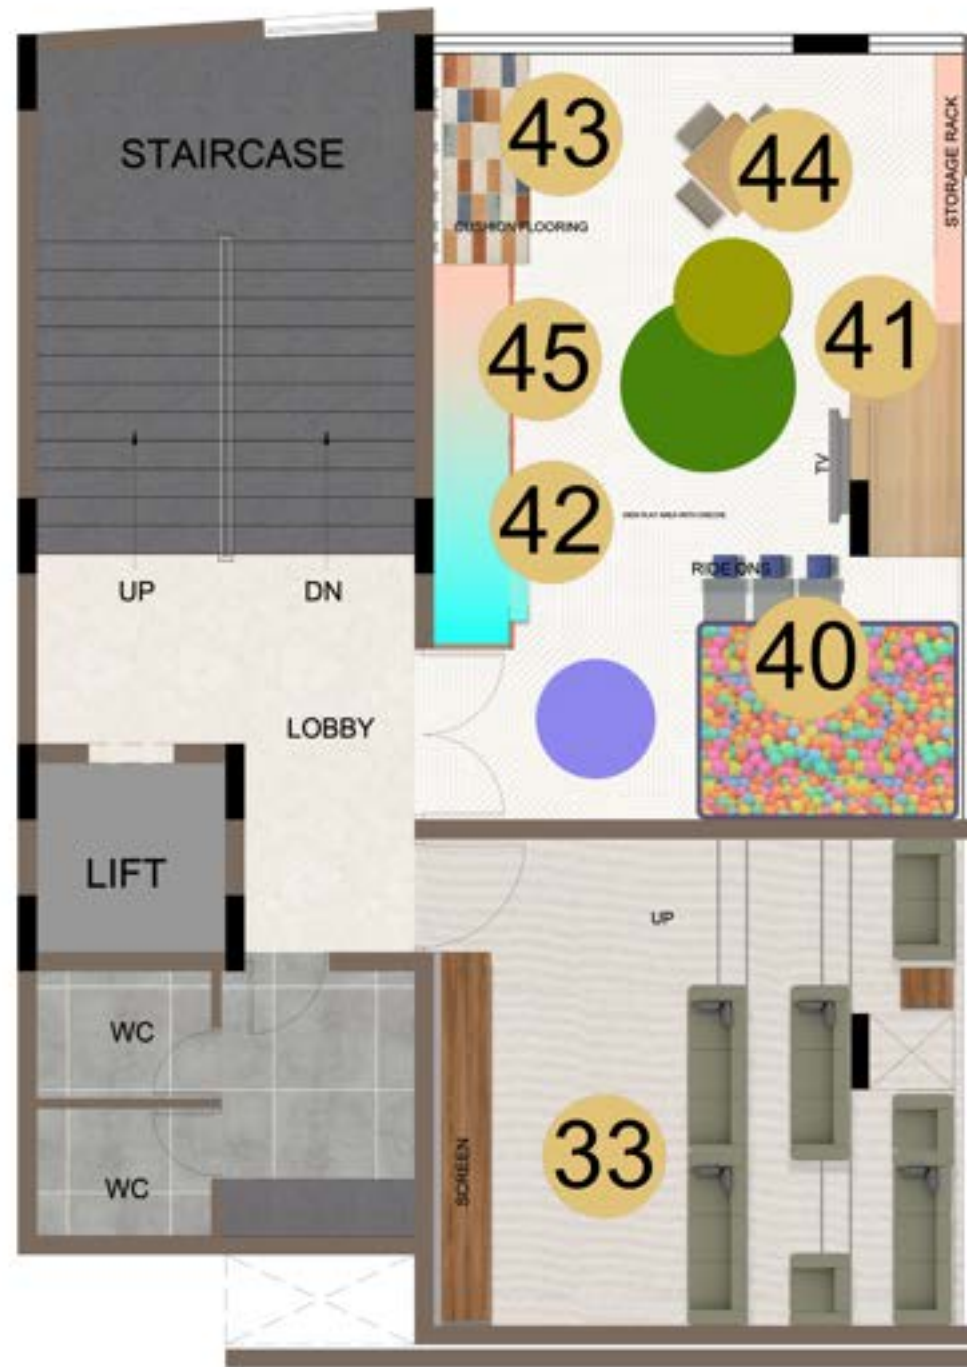 STAIRCASE
43
44
STORAGE RACK
CUSHION FLOORING
45
41
TV
42
RIDE ONS
UP
DN
40
LOBBY
LIFT
UP
WC
SCREEN
33
WC